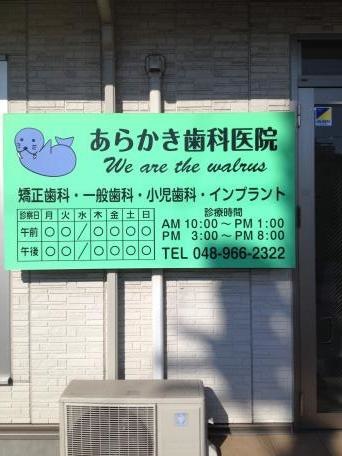 あらかき歯科医院
We are the walrus
矯正歯科・一般歯科・小児歯科・インプラント
診察日 月 火 水 木 金 土 日
午前 ○ ○ / ○ ○ ○ ○
午後 ○ ○ / ○ ○ ○ ○
診療時間
AM 10:00～PM 1:00
PM 3:00～PM 8:00
TEL 048-966-2322